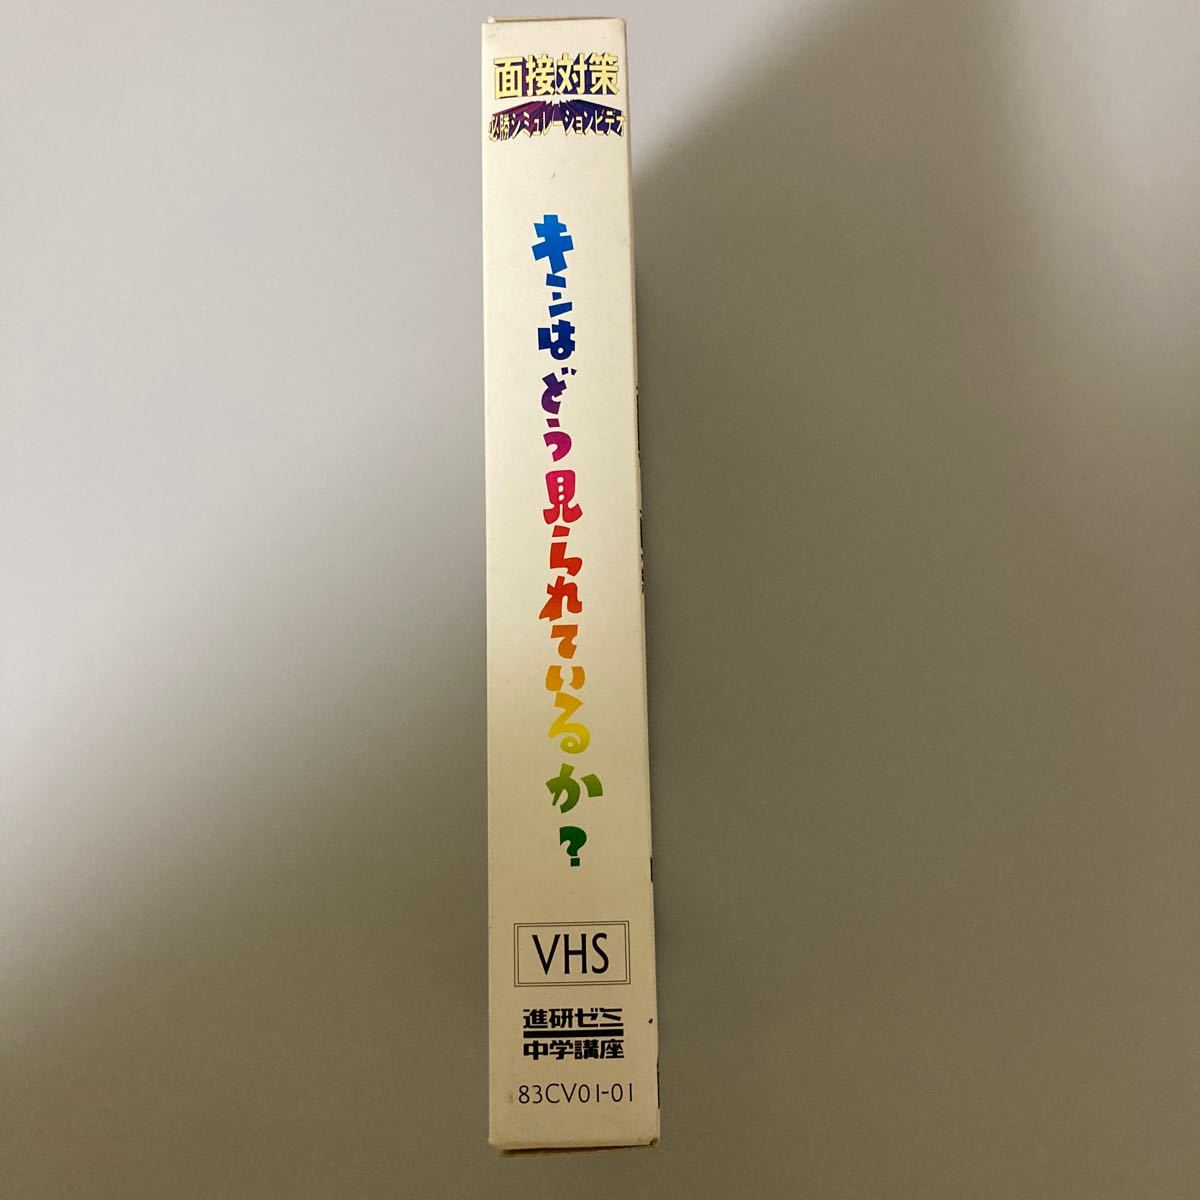 面接対策
必勝シミュレーションビデオ
キミはどう見られているか?
VHS
進研ゼミ
中学講座
83CV01-01